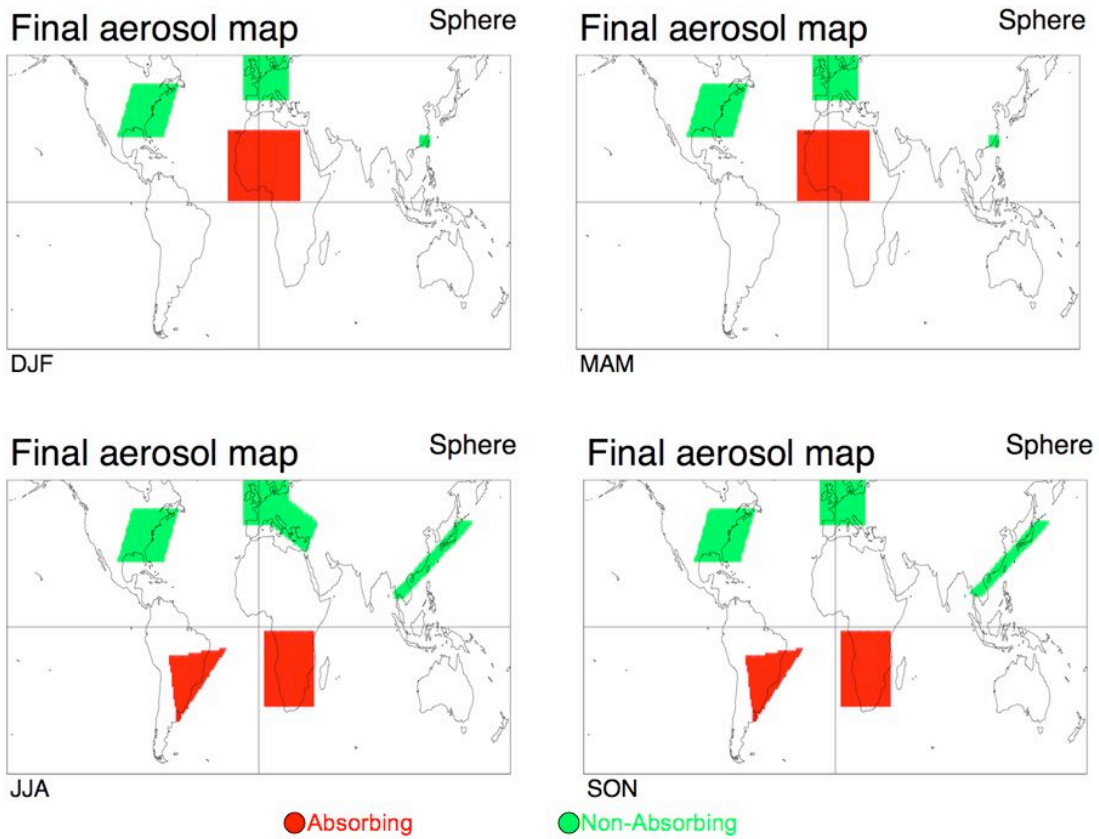 Final aerosol map Sphere
DJF
Final aerosol map Sphere
MAM
Final aerosol map Sphere
JJA
Final aerosol map Sphere
SON
Absorbing Non-Absorbing